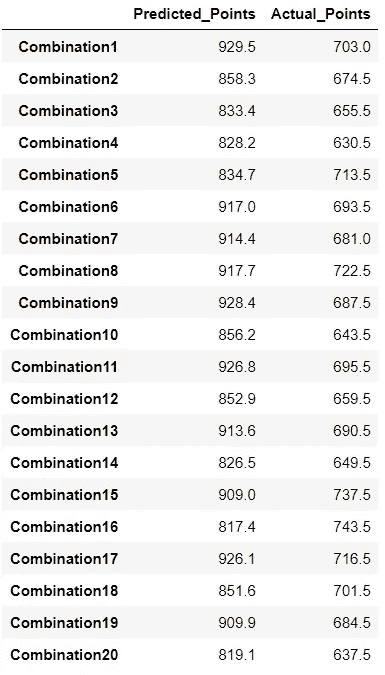 Predicted_Points Actual_Points
Combination1 929.5 703.0
Combination2 858.3 674.5
Combination3 833.4 655.5
Combination4 828.2 630.5
Combination5 834.7 713.5
Combination6 917.0 693.5
Combination7 914.4 681.0
Combination8 917.7 722.5
Combination9 928.4 687.5
Combination10 856.2 643.5
Combination11 926.8 695.5
Combination12 852.9 659.5
Combination13 913.6 690.5
Combination14 826.5 649.5
Combination15 909.0 737.5
Combination16 817.4 743.5
Combination17 926.1 716.5
Combination18 851.6 701.5
Combination19 909.9 684.5
Combination20 819.1 637.5